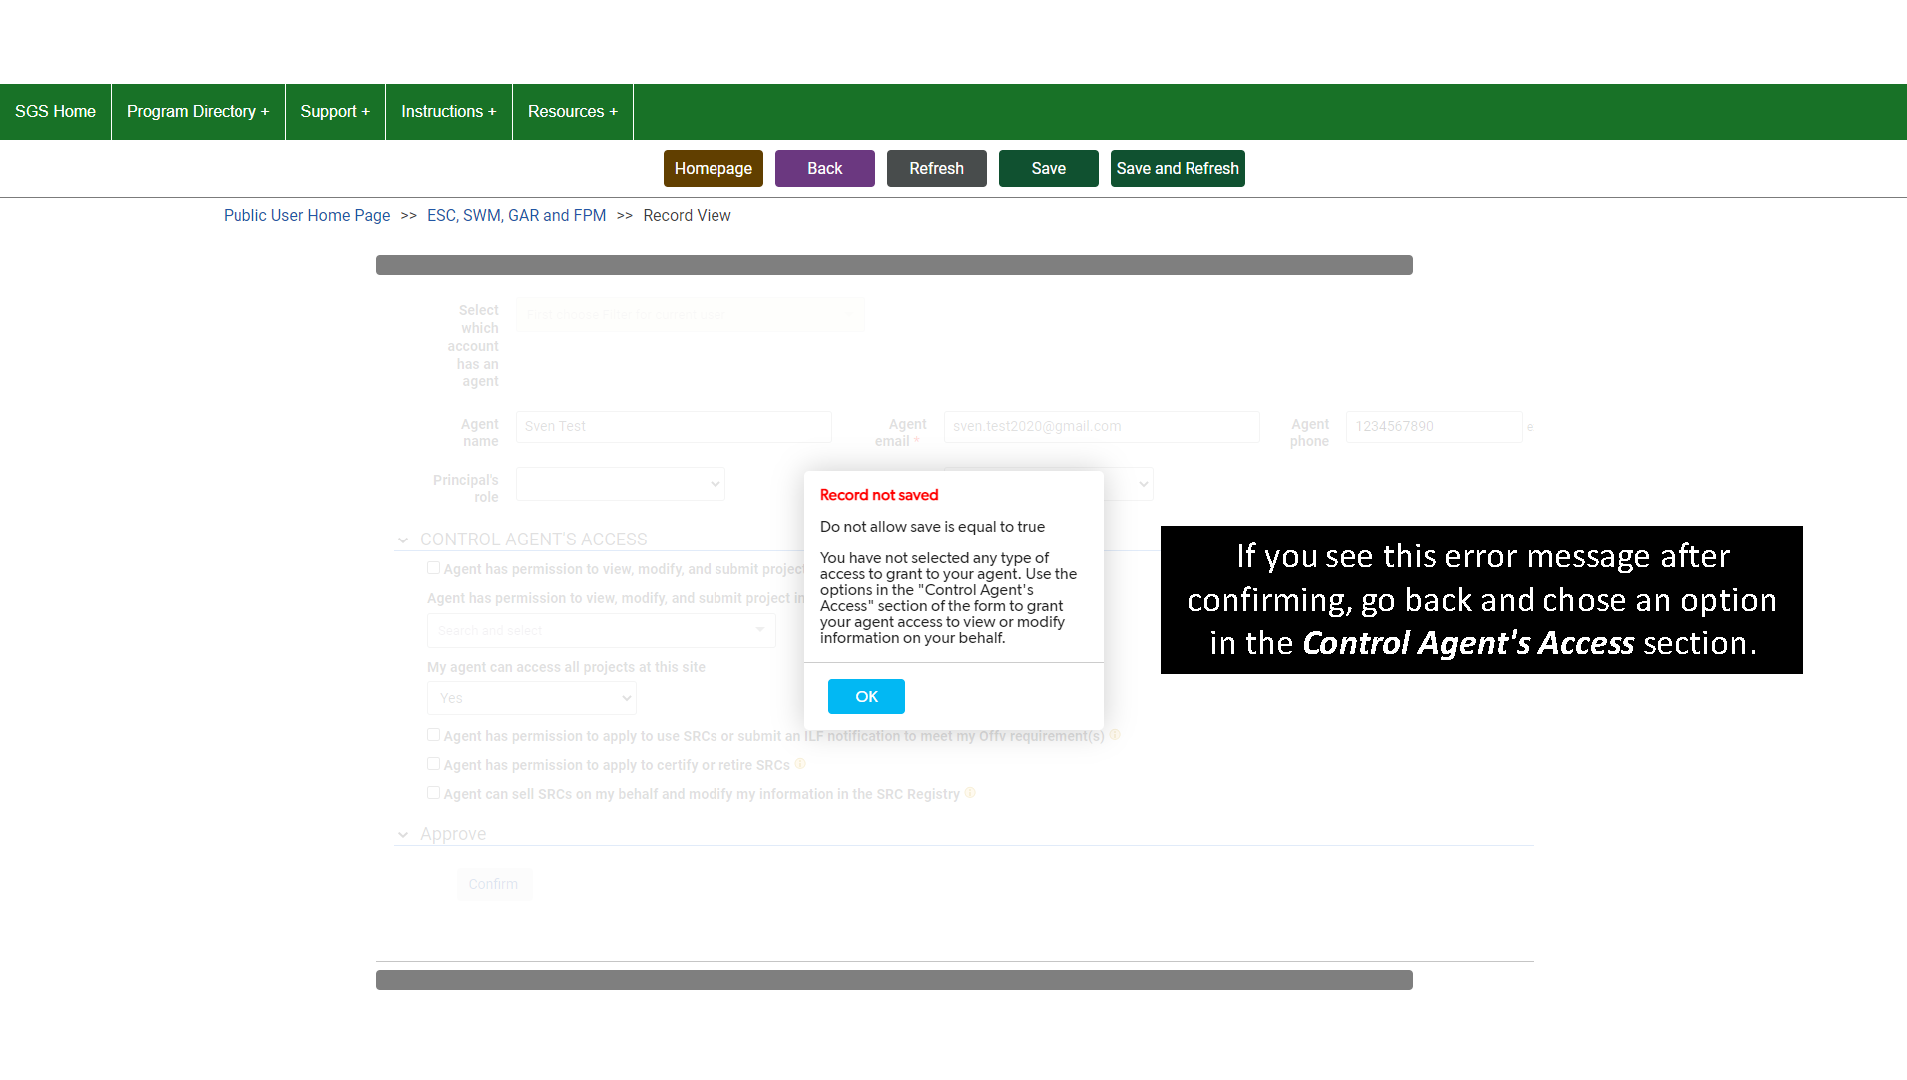 SGS Home Program Directory + Support + Instructions + Resources +
Homepage Back Refresh Save Save and Refresh
Public User Home Page >> ESC, SWM, GAR and FPM >> Record View
Select
which
account
has an
agent
Agent
name
Sven Test
Agent
email *
sven.test2020@gmail.com
Agent
phone
1234567890
e
Principal's
role
Record not saved
Do not allow save is equal to true
You have not selected any type of
access to grant to your agent. Use the
options in the "Control Agent's
Access" section of the form to grant
your agent access to view or modify
information on your behalf.
OK
CONTROL AGENT'S ACCESS
Agent has permission to view, modify, and submit project
Agent has permission to view, modify, and submit project in
Search and select
My agent can access all projects at this site
Yes
Agent has permission to apply to use SRCs or submit an ILF notification to meet my Offv requirement(s)
Agent has permission to apply to certify or retire SRCs
Agent can sell SRCs on my behalf and modify my information in the SRC Registry
Approve
Confirm
If you see this error message after
confirming, go back and chose an option
in the Control Agent's Access section.